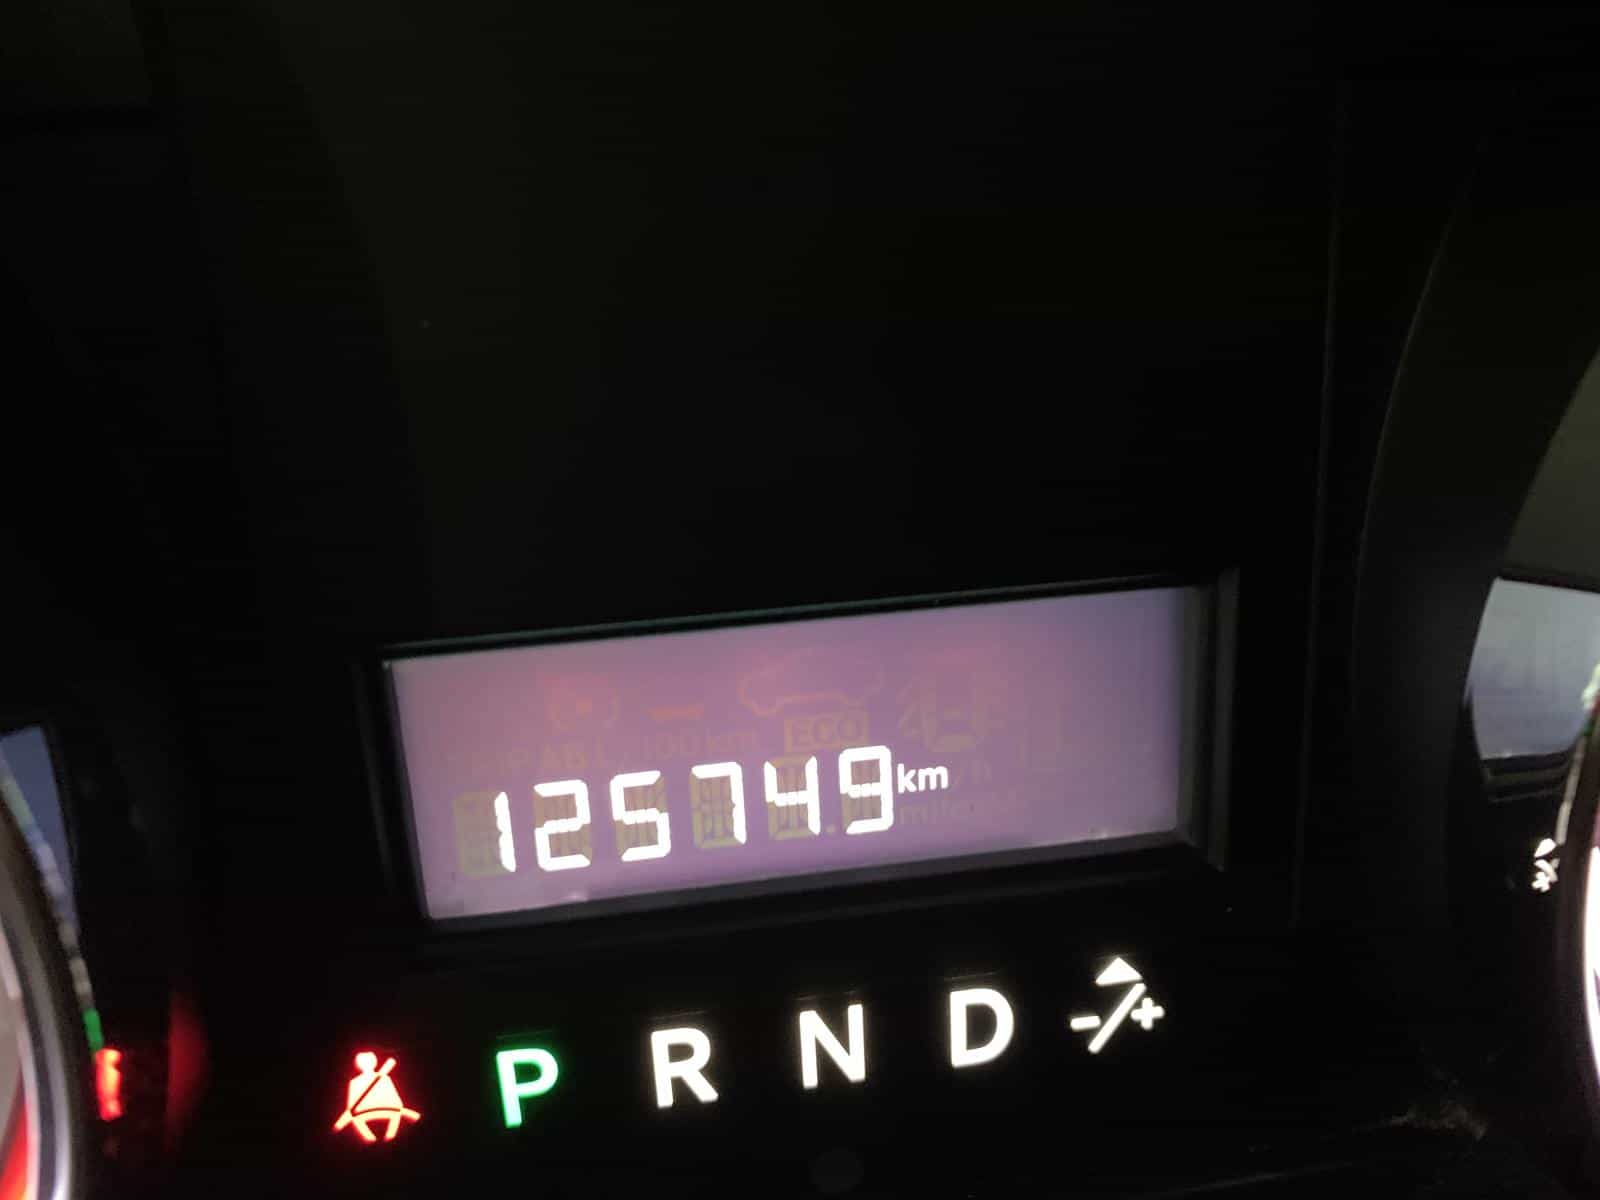 ECO
125749 km
P R N D -/+